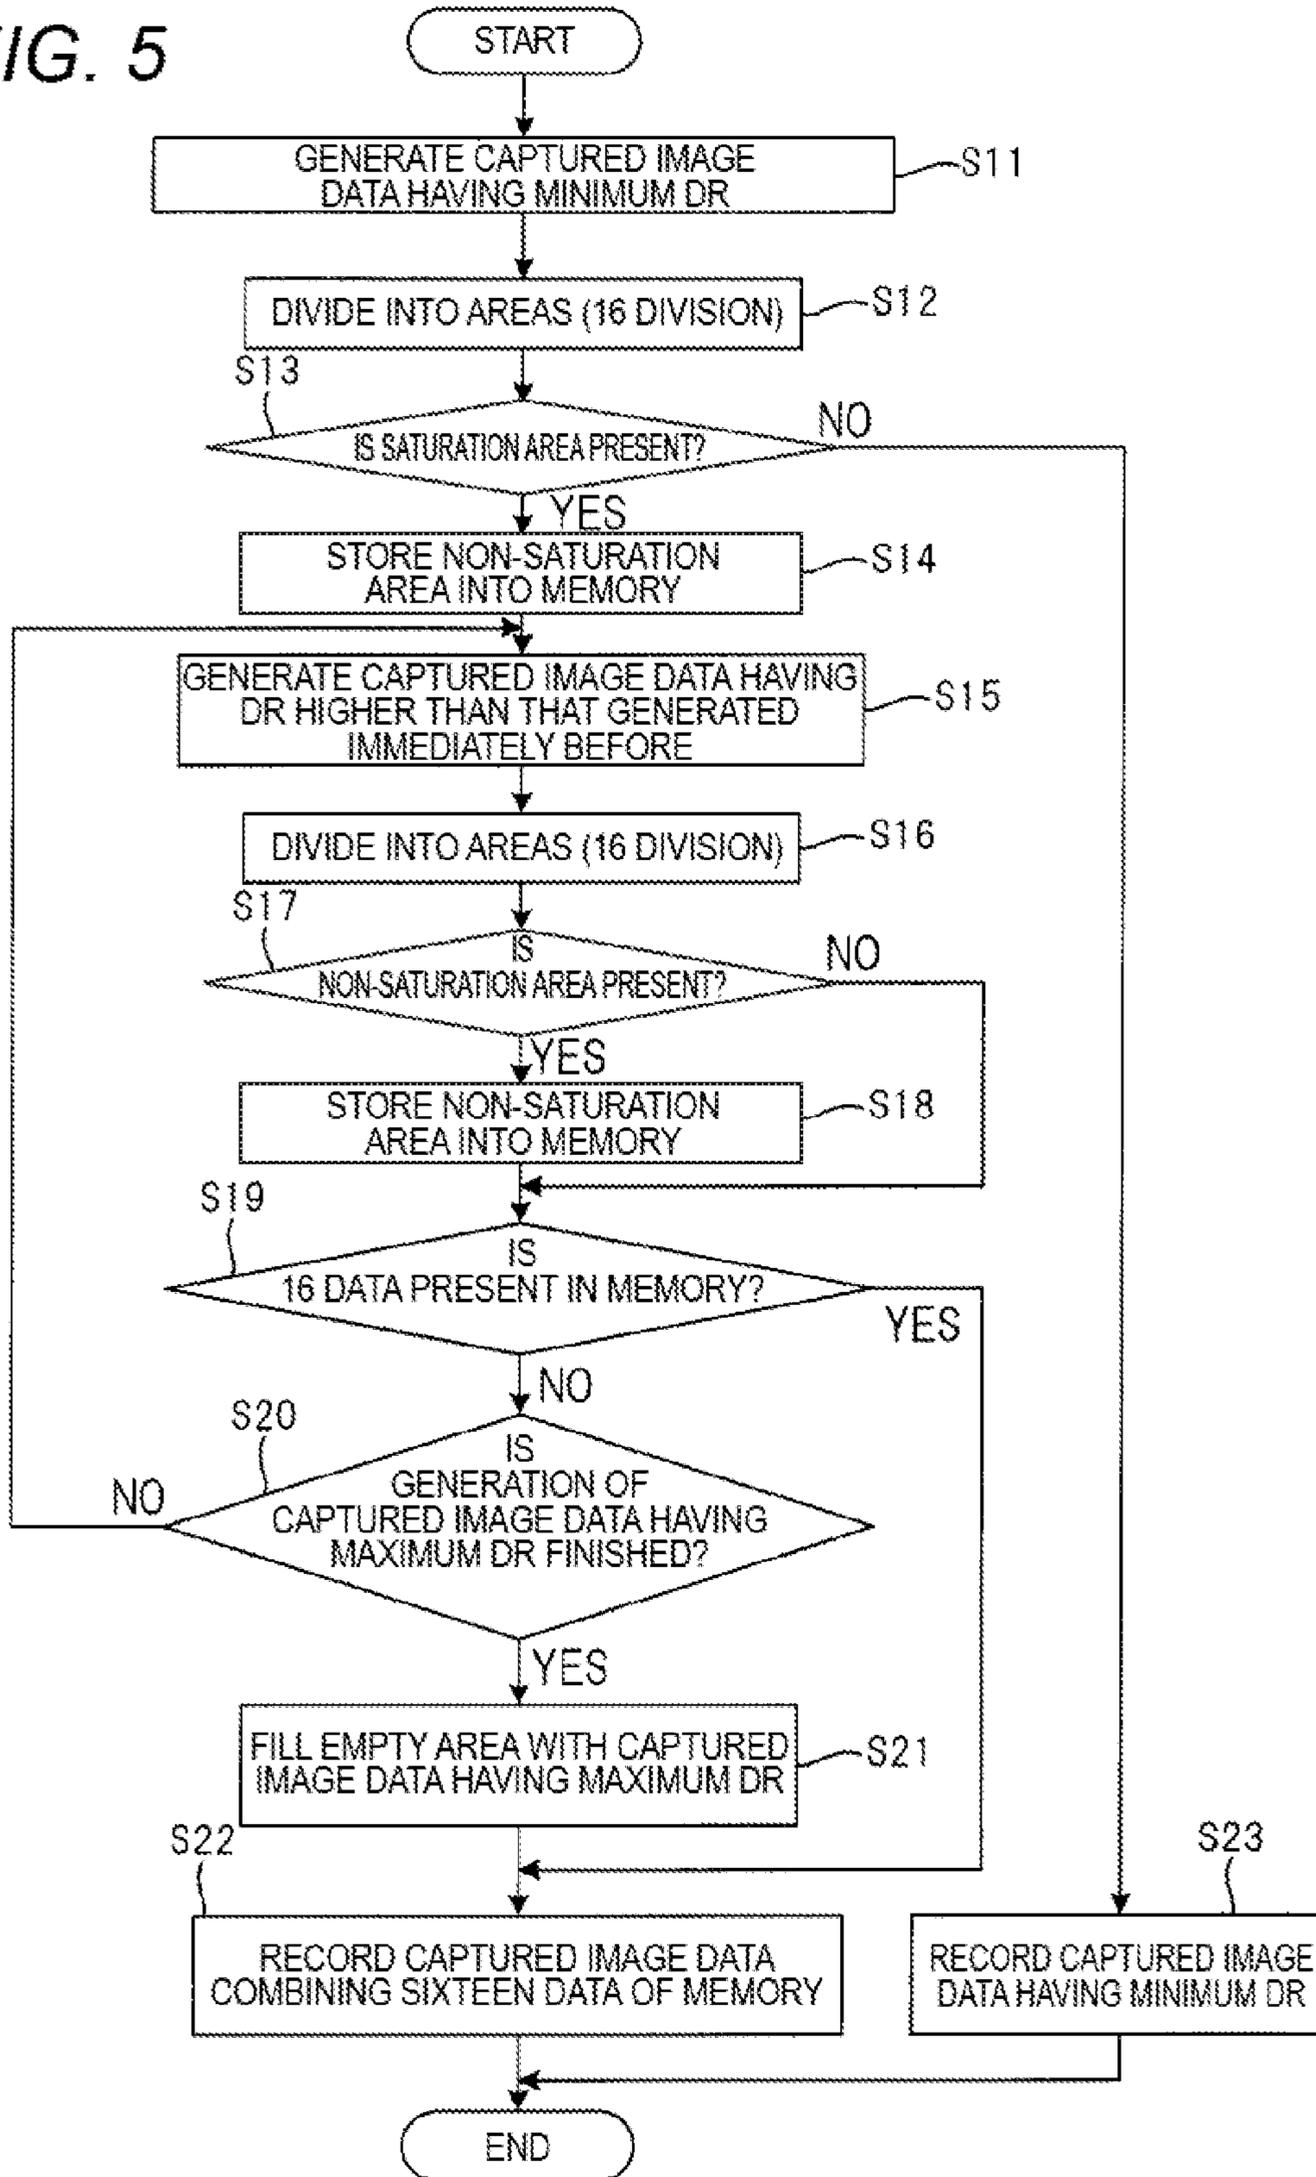 IG. 5
START
GENERATE CAPTURED IMAGE
DATA HAVING MINIMUM DR
S11
DIVIDE INTO AREAS (16 DIVISION)
S12
S13
IS SATURATION AREA PRESENT?
NO
YES
STORE NON-SATURATION
AREA INTO MEMORY
S14
GENERATE CAPTURED IMAGE DATA HAVING
DR HIGHER THAN THAT GENERATED
IMMEDIATELY BEFORE
S15
DIVIDE INTO AREAS (16 DIVISION)
S16
S17
IS
NON-SATURATION AREA PRESENT?
NO
YES
STORE NON-SATURATION
AREA INTO MEMORY
S18
S19
IS
16 DATA PRESENT IN MEMORY?
YES
NO
S20
IS
GENERATION OF
CAPTURED IMAGE DATA HAVING
MAXIMUM DR FINISHED?
NO
YES
FILL EMPTY AREA WITH CAPTURED
IMAGE DATA HAVING MAXIMUM DR
S21
S22
RECORD CAPTURED IMAGE DATA
COMBINING SIXTEEN DATA OF MEMORY
S23
RECORD CAPTURED IMAGE
DATA HAVING MINIMUM DR
END